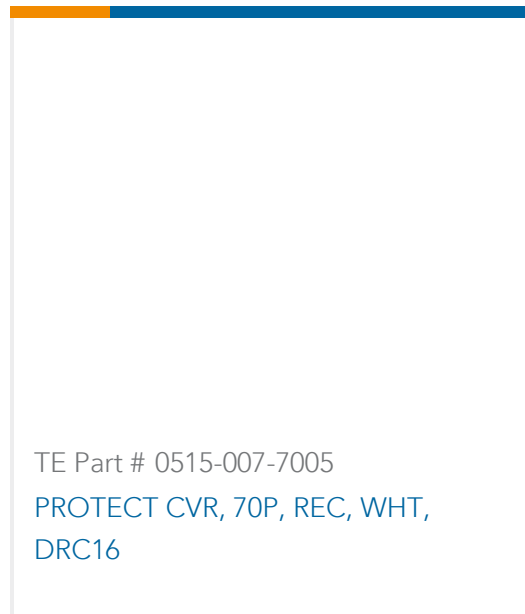 TE Part # 0515-007-7005
PROTECT CVR, 70P, REC, WHT,
DRC16